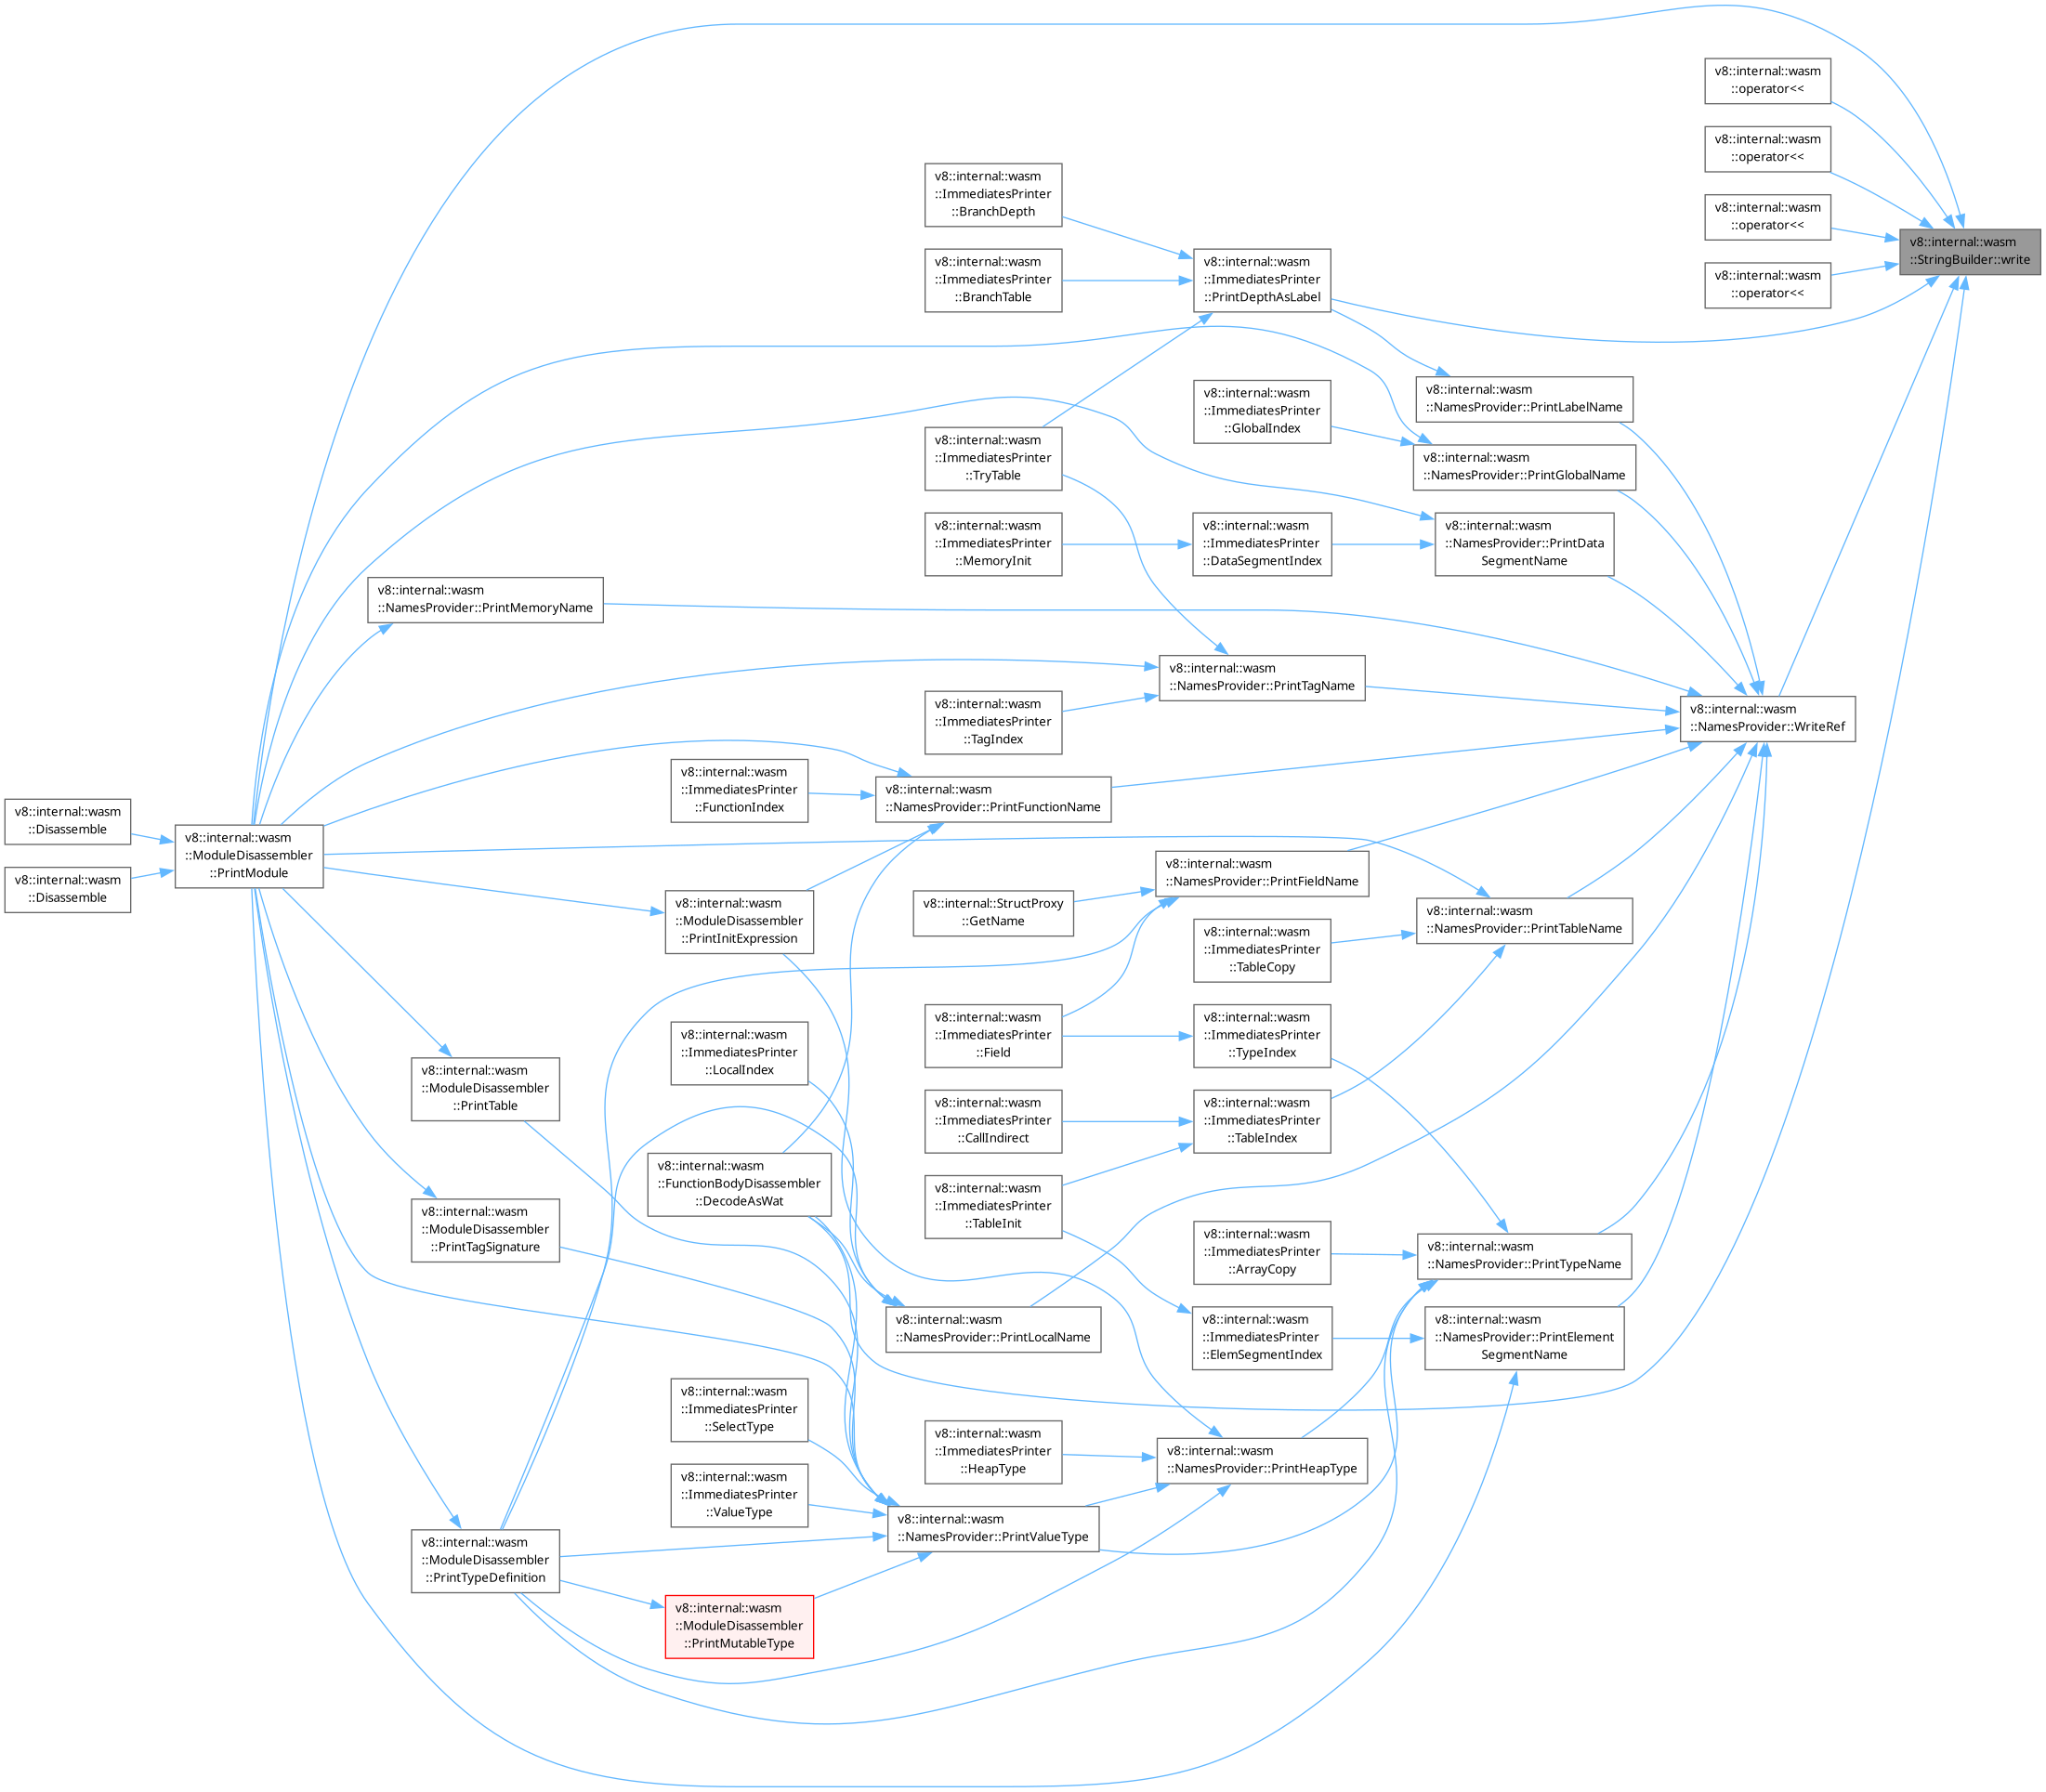 v8::internal::wasm
::Disassemble
v8::internal::wasm
::Disassemble
v8::internal::wasm
::ModuleDisassembler
::PrintModule
v8::internal::wasm
::NamesProvider::PrintMemoryName
v8::internal::wasm
::ModuleDisassembler
::PrintTable
v8::internal::wasm
::ModuleDisassembler
::PrintTagSignature
v8::internal::wasm
::ModuleDisassembler
::PrintTypeDefinition
v8::internal::wasm
::ImmediatesPrinter
::FunctionIndex
v8::internal::wasm
::ModuleDisassembler
::PrintInitExpression
v8::internal::wasm
::ImmediatesPrinter
::LocalIndex
v8::internal::wasm
::FunctionBodyDisassembler
::DecodeAsWat
v8::internal::wasm
::ImmediatesPrinter
::SelectType
v8::internal::wasm
::ImmediatesPrinter
::ValueType
v8::internal::wasm
::ModuleDisassembler
::PrintMutableType
v8::internal::wasm
::ImmediatesPrinter
::BranchDepth
v8::internal::wasm
::ImmediatesPrinter
::BranchTable
v8::internal::wasm
::ImmediatesPrinter
::TryTable
v8::internal::wasm
::ImmediatesPrinter
::MemoryInit
v8::internal::wasm
::ImmediatesPrinter
::TagIndex
v8::internal::wasm
::NamesProvider::PrintFunctionName
v8::internal::StructProxy
::GetName
v8::internal::wasm
::ImmediatesPrinter
::Field
v8::internal::wasm
::ImmediatesPrinter
::CallIndirect
v8::internal::wasm
::ImmediatesPrinter
::TableInit
v8::internal::wasm
::NamesProvider::PrintLocalName
v8::internal::wasm
::ImmediatesPrinter
::HeapType
v8::internal::wasm
::NamesProvider::PrintValueType
v8::internal::wasm
::ImmediatesPrinter
::PrintDepthAsLabel
v8::internal::wasm
::ImmediatesPrinter
::GlobalIndex
v8::internal::wasm
::ImmediatesPrinter
::DataSegmentIndex
v8::internal::wasm
::NamesProvider::PrintTagName
v8::internal::wasm
::NamesProvider::PrintFieldName
v8::internal::wasm
::ImmediatesPrinter
::TableCopy
v8::internal::wasm
::ImmediatesPrinter
::TypeIndex
v8::internal::wasm
::ImmediatesPrinter
::TableIndex
v8::internal::wasm
::ImmediatesPrinter
::ArrayCopy
v8::internal::wasm
::ImmediatesPrinter
::ElemSegmentIndex
v8::internal::wasm
::NamesProvider::PrintHeapType
v8::internal::wasm
::NamesProvider::PrintLabelName
v8::internal::wasm
::NamesProvider::PrintGlobalName
v8::internal::wasm
::NamesProvider::PrintData
SegmentName
v8::internal::wasm
::NamesProvider::PrintTableName
v8::internal::wasm
::NamesProvider::PrintTypeName
v8::internal::wasm
::NamesProvider::PrintElement
SegmentName
v8::internal::wasm
::operator<<
v8::internal::wasm
::operator<<
v8::internal::wasm
::operator<<
v8::internal::wasm
::operator<<
v8::internal::wasm
::NamesProvider::WriteRef
v8::internal::wasm
::StringBuilder::write